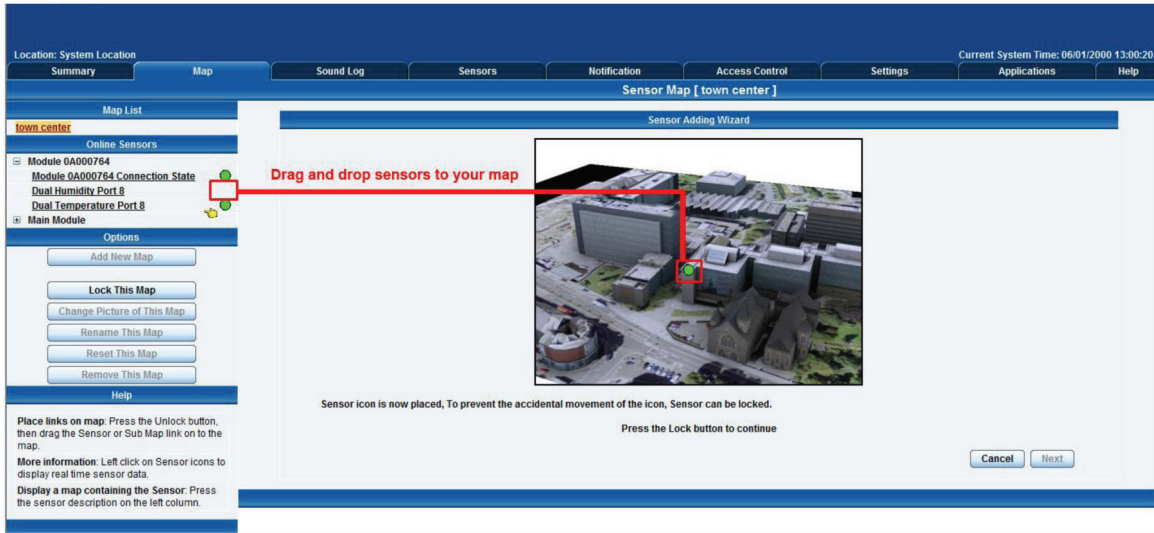 Location: System Location
Current System Time: 06/01/2000 13:00:20
Summary Map Sound Log Sensors Notification Access Control Settings Applications Help
Sensor Map [ town center ]
Map List
town center
Online Sensors
Module 0A000764
Module 0A000764 Connection State
Dual Humidity Port 8
Dual Temperature Port 8
Main Module
Options
Add New Map
Lock This Map
Change Picture of This Map
Rename This Map
Reset This Map
Remove This Map
Help
Place links on map: Press the Unlock button,
then drag the Sensor or Sub Map link on to the
map.
More information: Left click on Sensor icons to
display real time sensor data.
Display a map containing the Sensor: Press
the sensor description on the left column.
Sensor Adding Wizard
Drag and drop sensors to your map
Sensor icon is now placed, To prevent the accidental movement of the icon, Sensor can be locked.
Press the Lock button to continue
Cancel Next